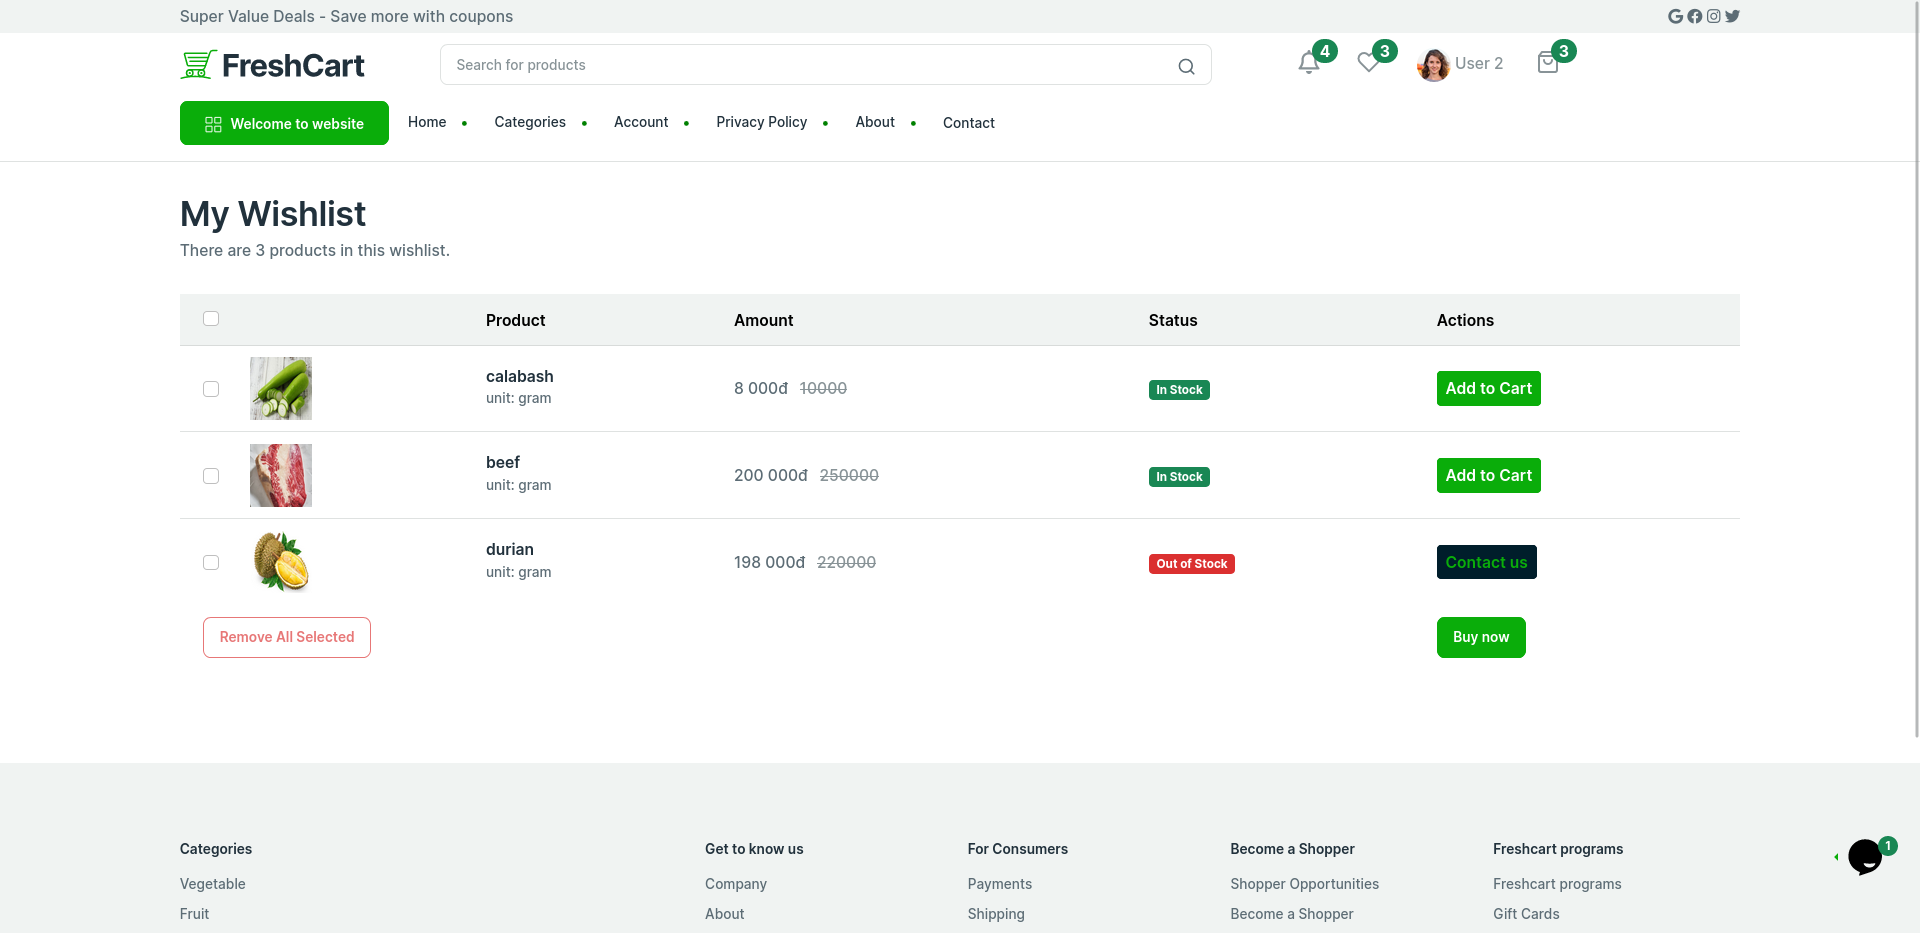 Super Value Deals - Save more with coupons
FreshCart
Search for products
4
3
User 2
3
Welcome to website
Home
Categories
Account
Privacy Policy
About
Contact
My Wishlist
There are 3 products in this wishlist.
Product Amount Status Actions
calabash
unit: gram
8 000đ 10000
In Stock
Add to Cart
beef
unit: gram
200 000đ 250000
In Stock
Add to Cart
durian
unit: gram
198 000đ 220000
Out of Stock
Contact us
Remove All Selected
Buy now
Categories
Vegetable
Fruit
Get to know us
Company
About
For Consumers
Payments
Shipping
Become a Shopper
Shopper Opportunities
Become a Shopper
Freshcart programs
Freshcart programs
Gift Cards
1